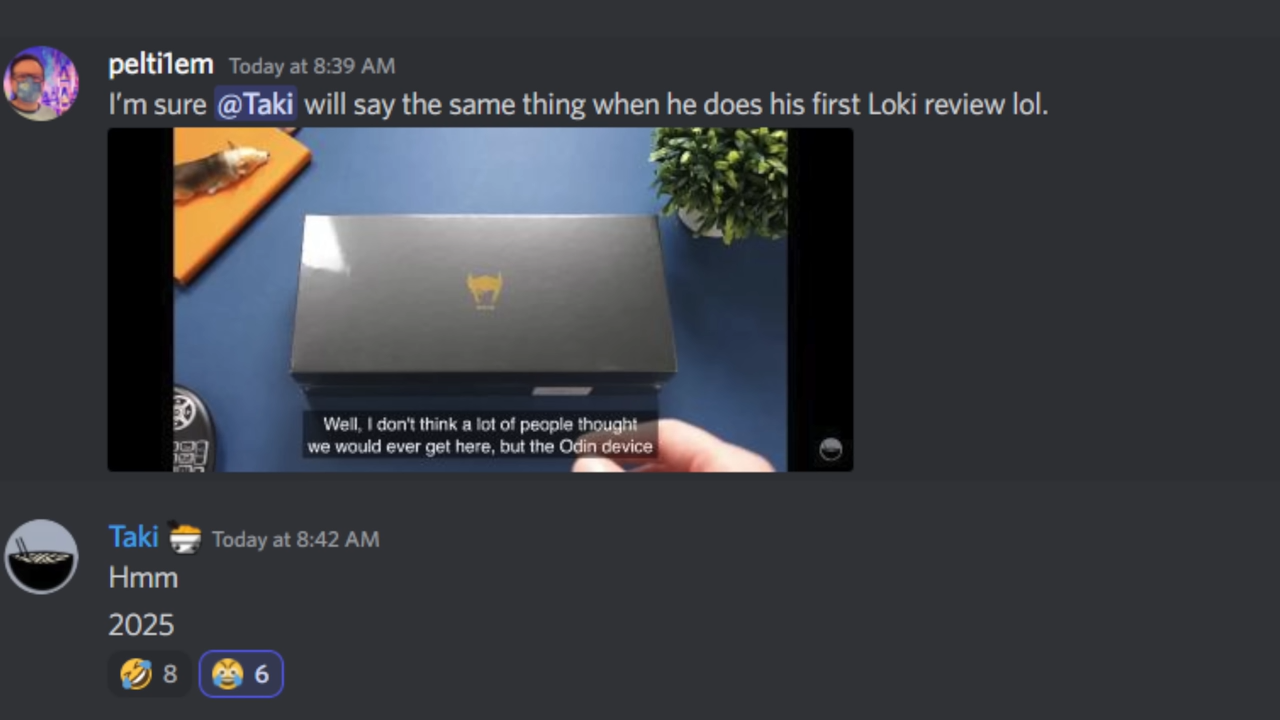 pelti1em Today at 8:39 AM
I'm sure @Taki will say the same thing when he does his first Loki review lol.
Well, I don't think a lot of people thought
we would ever get here, but the Odin device
Taki Today at 8:42 AM
Hmm
2025
8 6